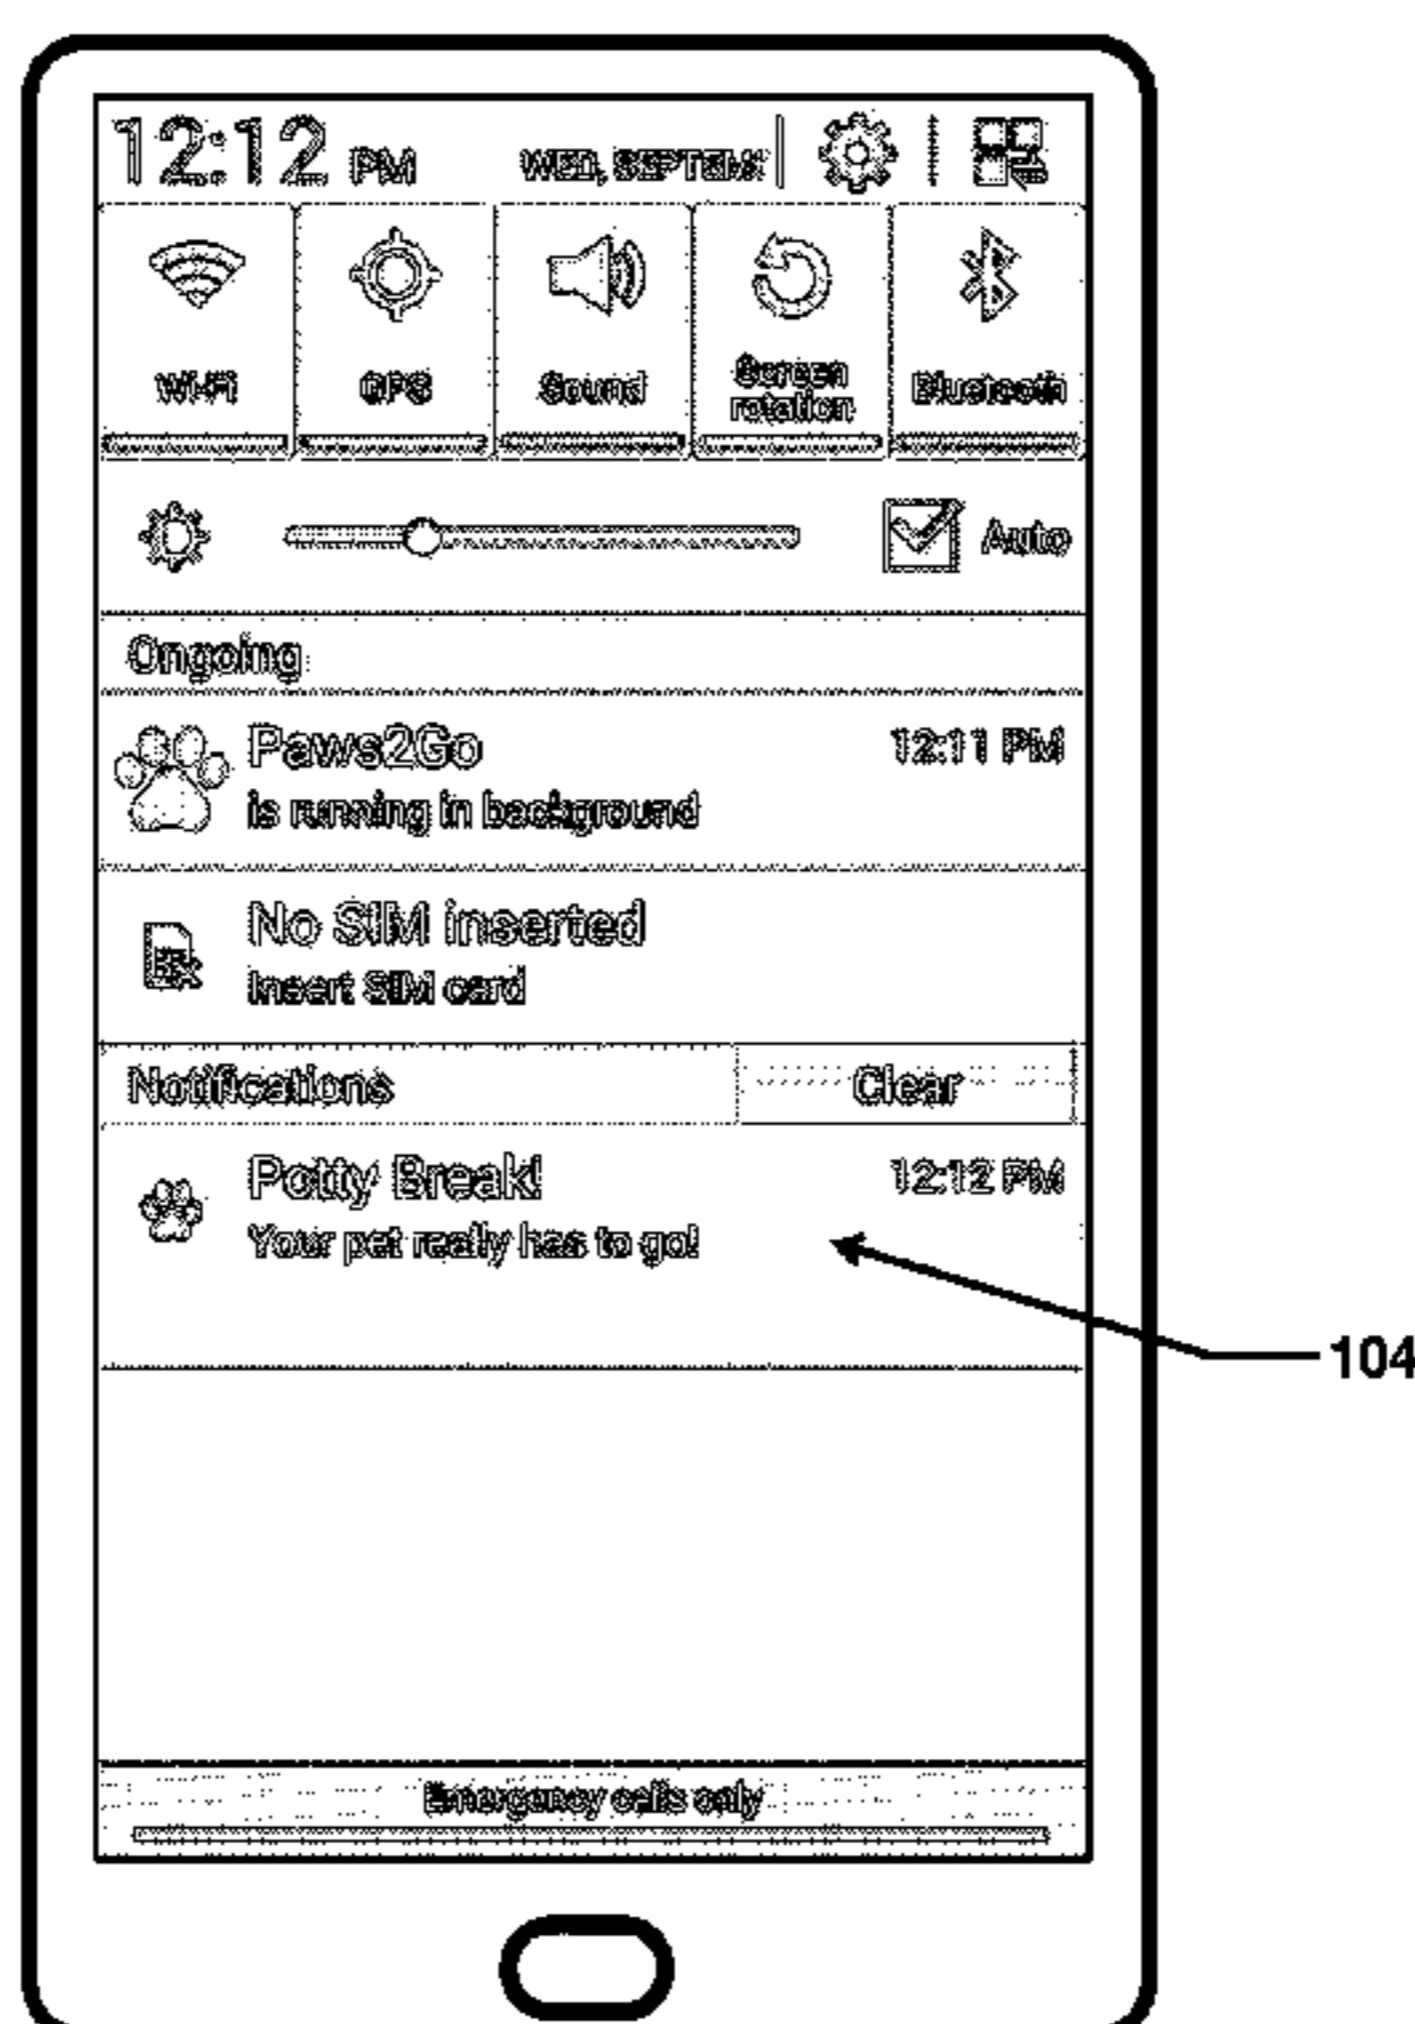 12:12 PM WED, SEPTEM
Wi-Fi GPS Sound Screen rotation Bluetooth
Auto
Ongoing
Paws2Go 12:11 PM
is running in background
No SIM inserted
Insert SIM card
Notifications Clear
Potty Break! 12:12 PM
Your pet really has to go!
104
Emergency calls only